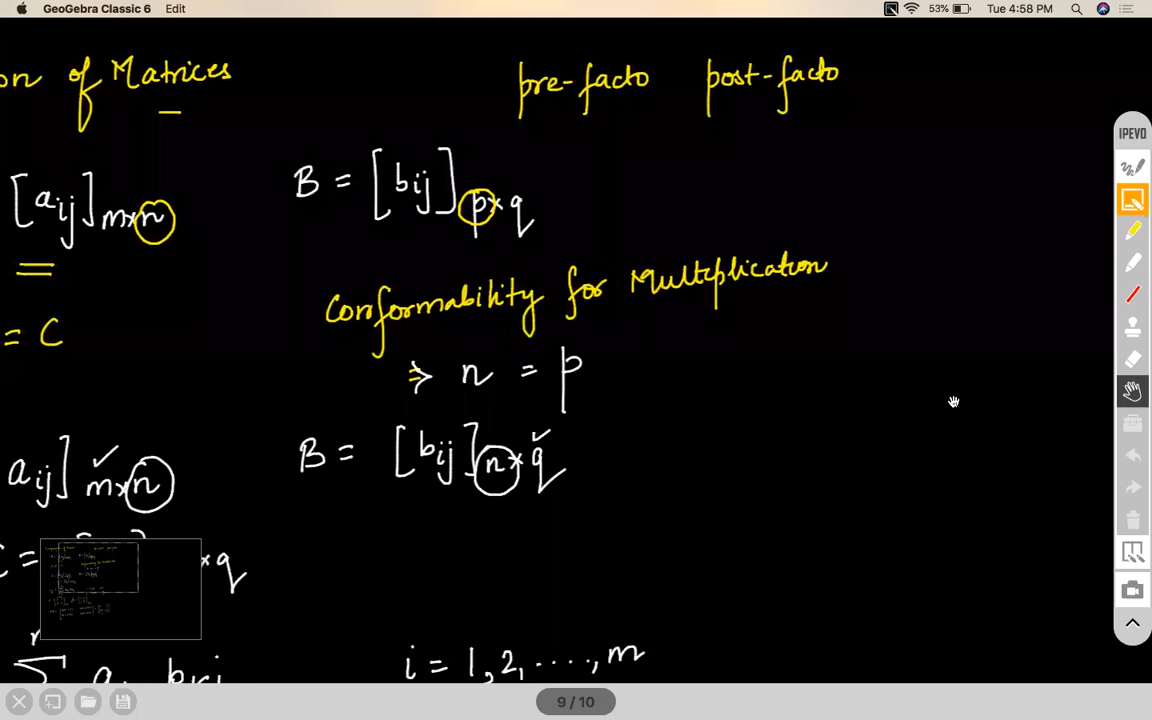 GeoGebra Classic 6 Edit 53% Tue 4:58 PM
on of Matrices pre-facto post-facto
IPEVO
[aij]m×n B = [bij]p×q
Conformability for Multiplication
= C
⇒ n = p
aij]m×n B = [bij]n×q
C = ×q
i = 1, 2, ...., m
9 / 10